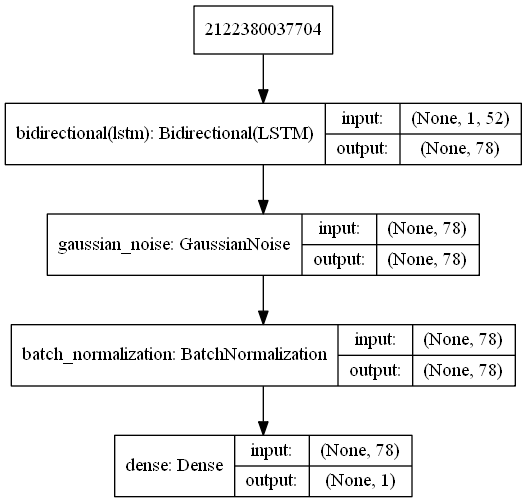 2122380037704
bidirectional(lstm): Bidirectional(LSTM)
input: (None, 1, 52)
output: (None, 78)
gaussian_noise: GaussianNoise
input: (None, 78)
output: (None, 78)
batch_normalization: BatchNormalization
input: (None, 78)
output: (None, 78)
dense: Dense
input: (None, 78)
output: (None, 1)